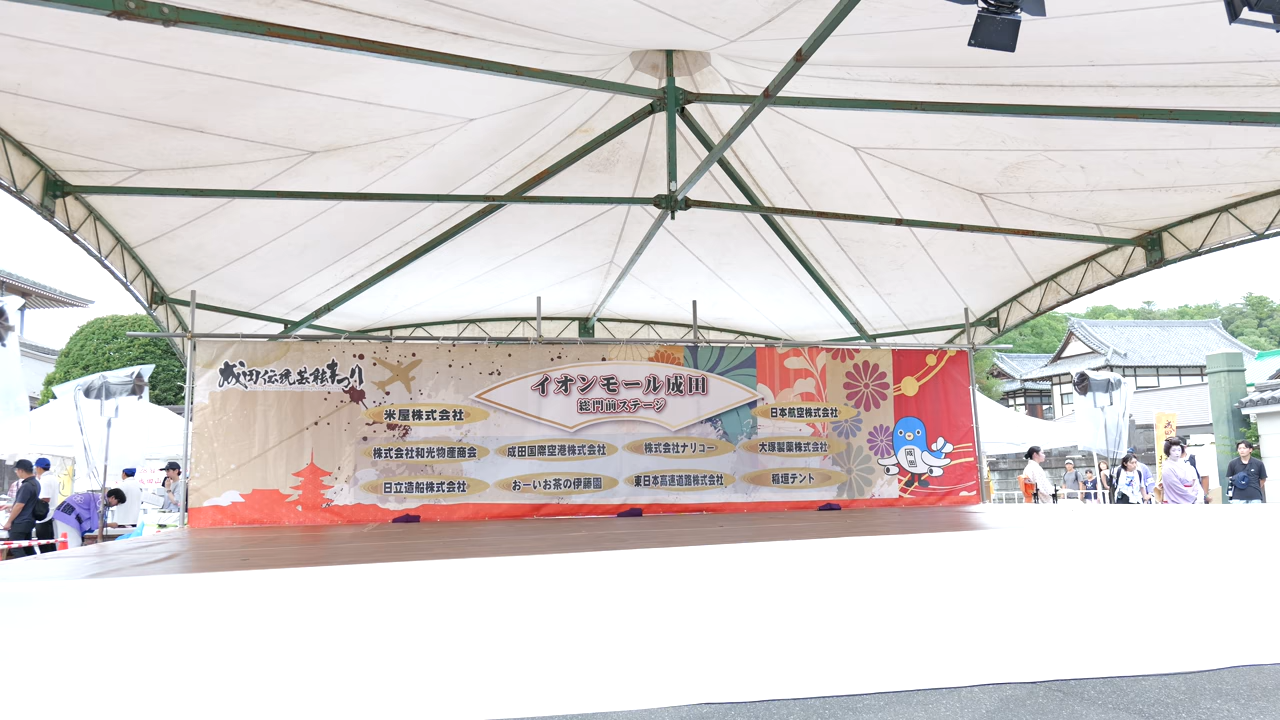 成田伝統芸能まつり
イオンモール成田
総門前ステージ
米屋株式会社
日本航空株式会社
株式会社和光物産商会
成田国際空港株式会社
株式会社ナリコー
大塚製薬株式会社
日立造船株式会社
おーいお茶の伊藤園
東日本高速道路株式会社
稲垣テント
成田